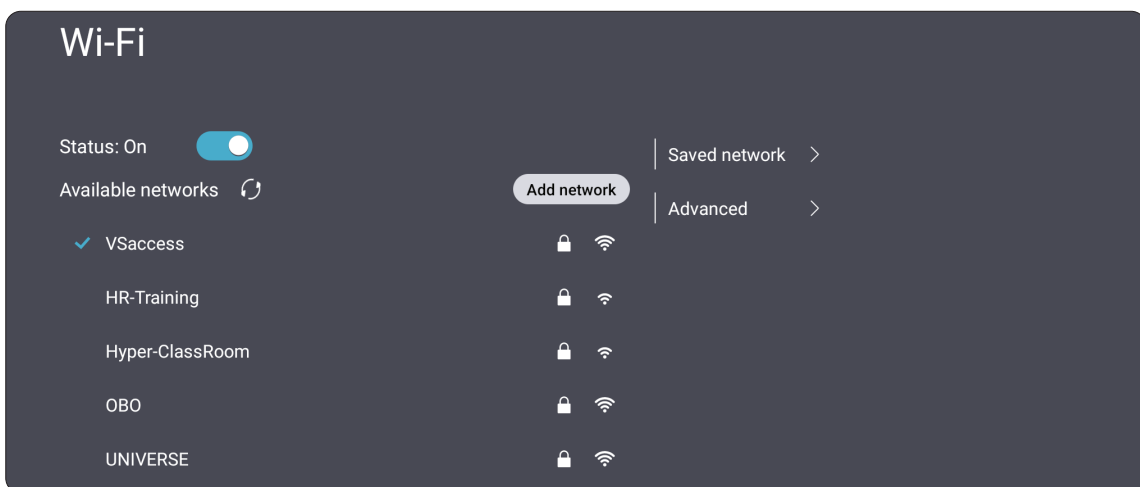 Wi-Fi
Status: On
Available networks
Add network
VSaccess
HR-Training
Hyper-ClassRoom
OBO
UNIVERSE
Saved network
Advanced